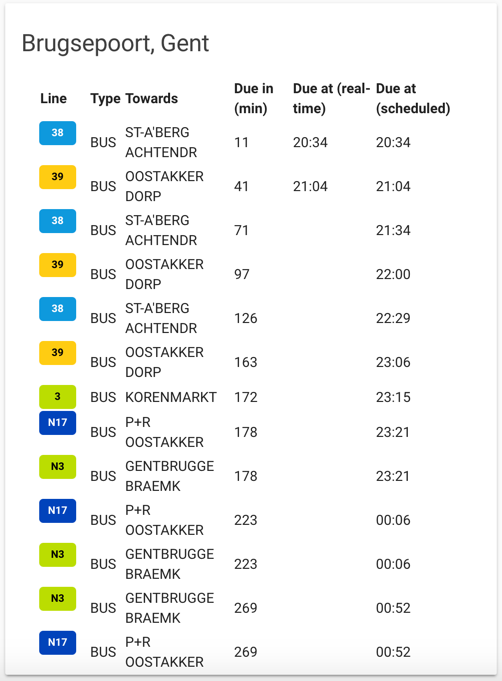 Brugsepoort, Gent
Line Type Towards Due in (min) Due at (real-time) Due at (scheduled)
38 BUS ST-A'BERG ACHTENDR 11 20:34 20:34
39 BUS OOSTAKKER DORP 41 21:04 21:04
38 BUS ST-A'BERG ACHTENDR 71 21:34
39 BUS OOSTAKKER DORP 97 22:00
38 BUS ST-A'BERG ACHTENDR 126 22:29
39 BUS OOSTAKKER DORP 163 23:06
3 BUS KORENMARKT 172 23:15
N17 BUS P+R OOSTAKKER 178 23:21
N3 BUS GENTBRUGGE BRAEMK 178 23:21
N17 BUS P+R OOSTAKKER 223 00:06
N3 BUS GENTBRUGGE BRAEMK 223 00:06
N3 BUS GENTBRUGGE BRAEMK 269 00:52
N17 BUS P+R OOSTAKKER 269 00:52